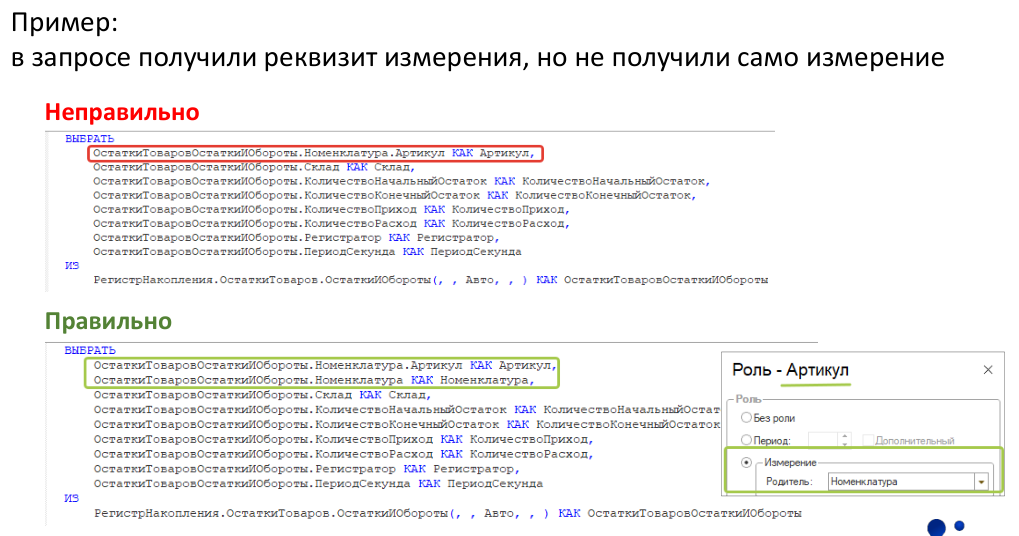 Пример:
в запросе получили реквизит измерения, но не получили само измерение
Неправильно
ВЫБРАТЬ
ОстаткиТоваровОстаткиИОбороты.Номенклатура.Артикул КАК Артикул,
ОстаткиТоваровОстаткиИОбороты.Склад КАК Склад,
ОстаткиТоваровОстаткиИОбороты.КоличествоНачальныйОстаток КАК КоличествоНачальныйОстаток,
ОстаткиТоваровОстаткиИОбороты.КоличествоКонечныйОстаток КАК КоличествоКонечныйОстаток,
ОстаткиТоваровОстаткиИОбороты.КоличествоПриход КАК КоличествоПриход,
ОстаткиТоваровОстаткиИОбороты.КоличествоРасход КАК КоличествоРасход,
ОстаткиТоваровОстаткиИОбороты.Регистратор КАК Регистратор,
ОстаткиТоваровОстаткиИОбороты.ПериодСекунда КАК ПериодСекунда
ИЗ
РегистрНакопления.ОстаткиТоваров.ОстаткиИОбороты(, , Авто, , ) КАК ОстаткиТоваровОстаткиИОбороты
Правильно
ВЫБРАТЬ
ОстаткиТоваровОстаткиИОбороты.Номенклатура.Артикул КАК Артикул,
ОстаткиТоваровОстаткиИОбороты.Номенклатура КАК Номенклатура,
ОстаткиТоваровОстаткиИОбороты.Склад КАК Склад,
ОстаткиТоваровОстаткиИОбороты.КоличествоНачальныйОстаток КАК КоличествоНачальныйОстат
ОстаткиТоваровОстаткиИОбороты.КоличествоКонечныйОстаток КАК КоличествоКонечныйОстаток
ОстаткиТоваровОстаткиИОбороты.КоличествоПриход КАК КоличествоПриход,
ОстаткиТоваровОстаткиИОбороты.КоличествоРасход КАК КоличествоРасход,
ОстаткиТоваровОстаткиИОбороты.Регистратор КАК Регистратор,
ОстаткиТоваровОстаткиИОбороты.ПериодСекунда КАК ПериодСекунда
ИЗ
РегистрНакопления.ОстаткиТоваров.ОстаткиИОбороты(, , Авто, , ) КАК ОстаткиТоваровОстаткиИОбороты
Роль - Артикул
Роль
Без роли
Период: Дополнительный
Измерение
Родитель: Номенклатура